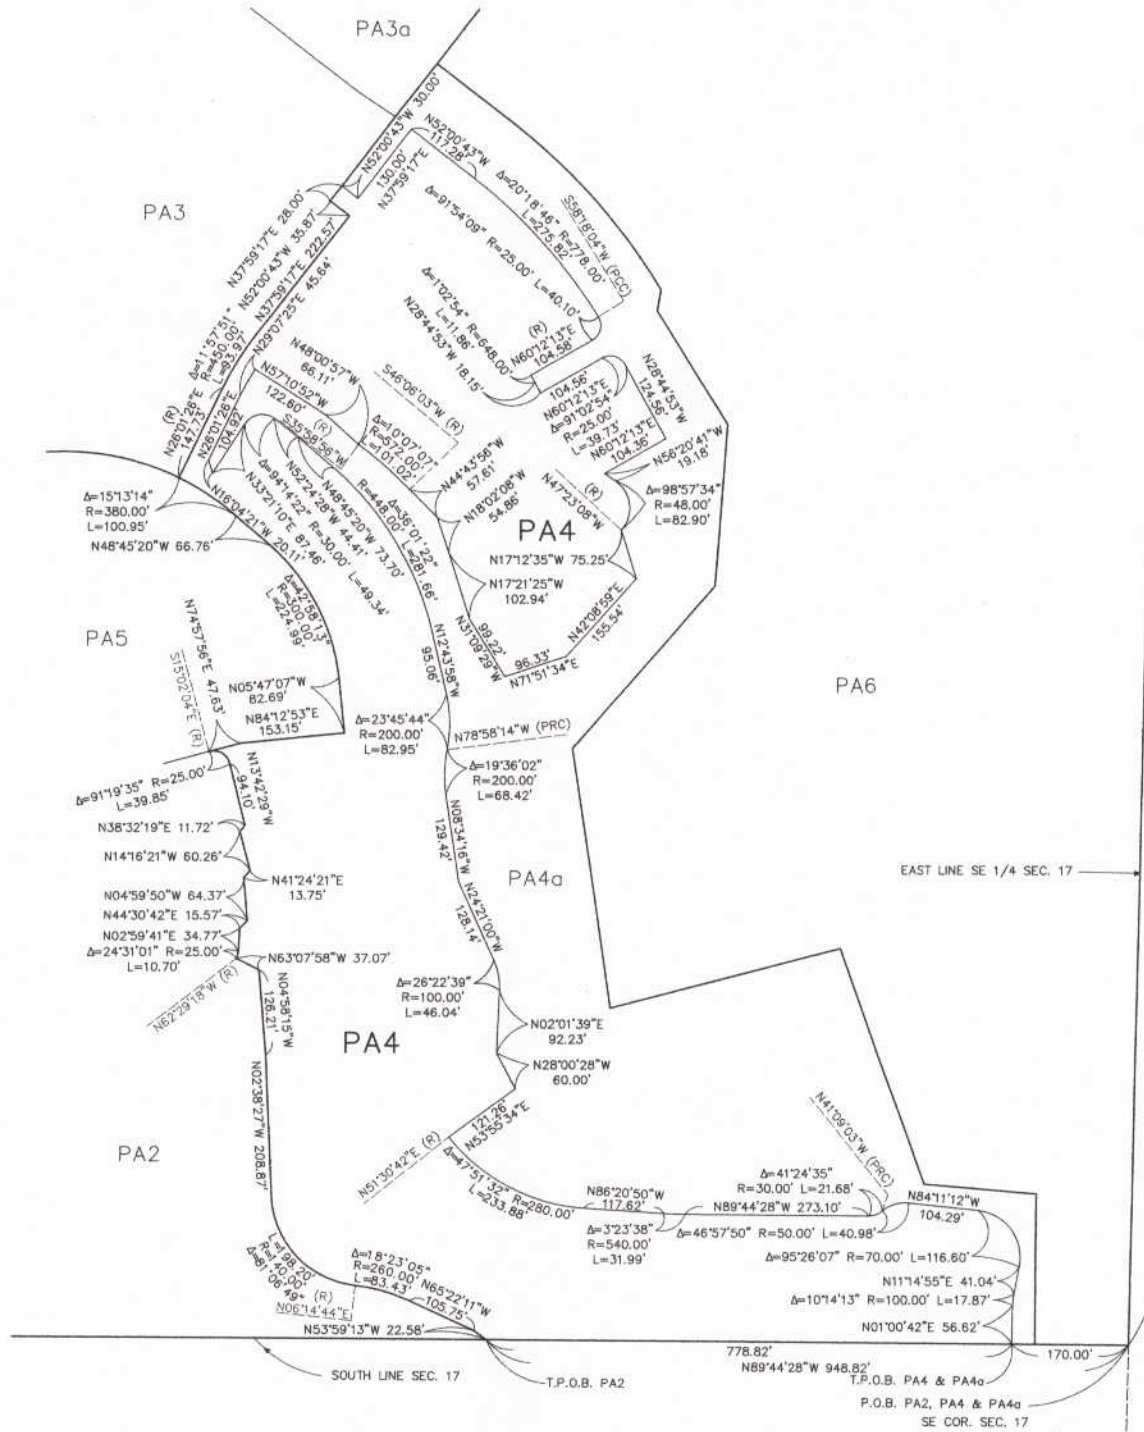 PA3a
N52°00'43"W 30.00'
N52°00'43"W
117.28'
130.00'
N37°59'17"E
Δ=20°18'46" R=778.00'
L=275.82'
S58°18'04"W (PCC)
Δ=91°54'09" R=25.00' L=40.10'
PA3
N37°59'17"E 28.00'
N52°00'43"W 35.87'
N37°59'17"E 222.57'
N29°07'25"E 45.64'
Δ=11°57'51"
R=450.00'
L=93.97'
Δ=1°02'54" R=648.00'
L=11.86'
N28°44'53"W 18.15'
(R)
N60°12'13"E
104.58'
104.56'
N60°12'13"E
Δ=91°02'54"
R=25.00'
L=39.73'
N60°12'13"E
104.36'
N28°44'53"W
124.56'
N56°20'41"W
19.18'
Δ=98°57'34"
R=48.00'
L=82.90'
N47°23'08"W
(R)
N48°00'57"W
66.11'
N57°10'52"W
122.60'
(R)
S35°58'56"W
S46°06'03"W (R)
Δ=10°07'07"
R=572.00'
L=101.02'
N26°01'26"E
(R)
147.73'
N26°01'26"E
104.92'
N44°43'56"W
57.61'
N18°02'08"W
54.86'
PA4
N17°12'35"W 75.25'
N17°21'25"W
102.94'
N42°08'59"E
155.54'
99.22'
N31°09'29"W
96.33'
N71°51'34"E
Δ=15°13'14"
R=380.00'
L=100.95'
N48°45'20"W 66.76'
N16°04'21"W 20.11'
N33°21'10"E 87.46'
Δ=94°14'22" R=30.00' L=49.34'
N52°24'28"W 44.41'
N48°45'20"W 73.70'
Δ=36°01'22"
R=448.00' L=281.66'
Δ=42°58'13"
R=300.00'
L=224.99'
PA5
N74°57'56"E 47.63'
S15°02'04"E (R)
N05°47'07"W
82.69'
N84°12'53"E
153.15'
N12°43'58"W
95.06'
Δ=23°45'44"
R=200.00'
L=82.95'
N78°58'14"W (PRC)
Δ=19°36'02"
R=200.00'
L=68.42'
PA6
Δ=91°19'35" R=25.00'
L=39.85'
N13°42'29"W
94.10'
N38°32'19"E 11.72'
N14°16'21"W 60.26'
N41°24'21"E
13.75'
N04°59'50"W 64.37'
N44°30'42"E 15.57'
N02°59'41"E 34.77'
Δ=24°31'01" R=25.00'
L=10.70'
N63°07'58"W 37.07'
N62°29'18"W (R)
N08°34'16"W
129.42'
PA4a
EAST LINE SE 1/4 SEC. 17
N24°21'00"W
128.14'
N04°58'15"W
126.21'
Δ=26°22'39"
R=100.00'
L=46.04'
N02°01'39"E
92.23'
PA4
N28°00'28"W
60.00'
N02°38'27"W 208.87'
121.26'
N53°55'34"E
N51°30'42"E (R)
PA2
Δ=47°51'32" R=280.00'
L=233.88'
N86°20'50"W
117.62'
Δ=3°23'38"
R=540.00'
L=31.99'
N89°44'28"W 273.10'
Δ=41°24'35"
R=30.00' L=21.68'
N41°09'03"W (PRC)
N84°11'12"W
104.29'
Δ=46°57'50" R=50.00' L=40.98'
Δ=95°26'07" R=70.00' L=116.60'
N11°14'55"E 41.04'
Δ=10°14'13" R=100.00' L=17.87'
N01°00'42"E 56.62'
L=198.20'
R=140.00'
Δ=81°06'49"
(R)
N06°14'44"E
Δ=18°23'05"
R=260.00'
L=83.43'
N65°22'11"W
105.75'
N53°59'13"W 22.58'
778.82'
N89°44'28"W 948.82'
170.00'
SOUTH LINE SEC. 17
T.P.O.B. PA2
T.P.O.B. PA4 & PA4a
P.O.B. PA2, PA4 & PA4a
SE COR. SEC. 17